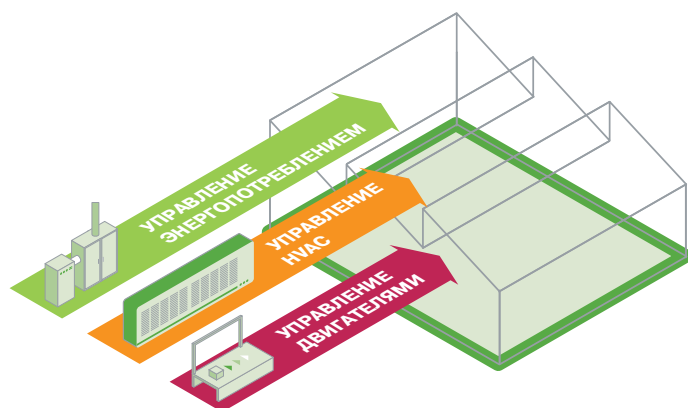 УПРАВЛЕНИЕ
ЭНЕРГОПОТРЕБЛЕНИЕМ
УПРАВЛЕНИЕ
HVAC
УПРАВЛЕНИЕ
ДВИГАТЕЛЯМИ